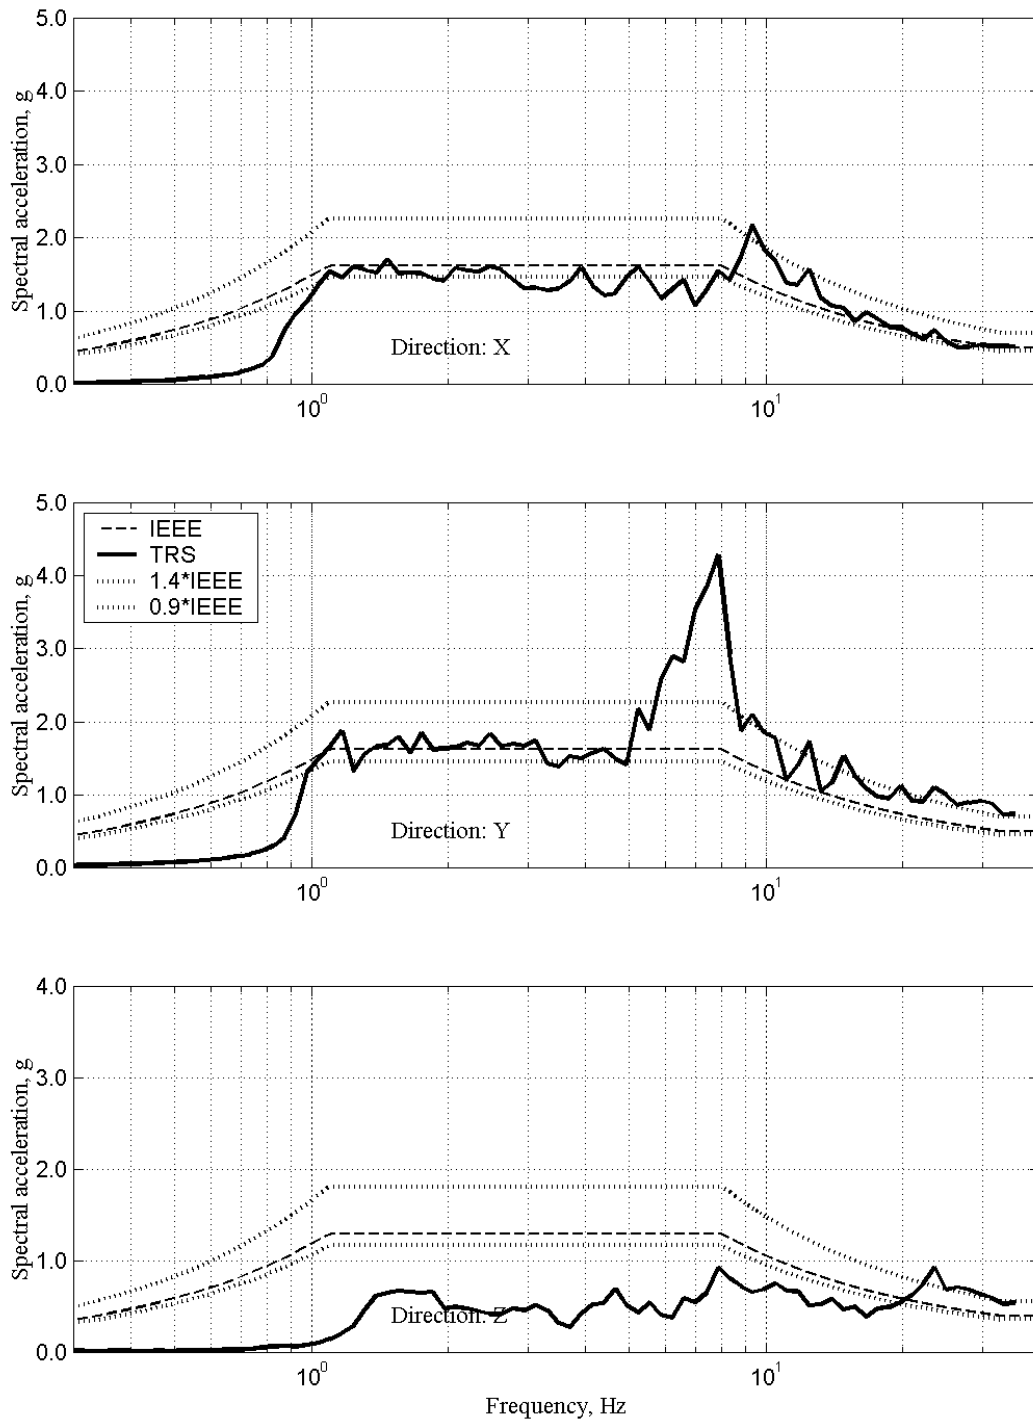 5.0
4.0
3.0
2.0
1.0
0.0
Spectral acceleration, g
Direction: X
10^0
10^1
5.0
4.0
3.0
2.0
1.0
0.0
Spectral acceleration, g
IEEE
TRS
1.4*IEEE
0.9*IEEE
Direction: Y
10^0
10^1
4.0
3.0
2.0
1.0
0.0
Spectral acceleration, g
Direction: Z
10^0
10^1
Frequency, Hz